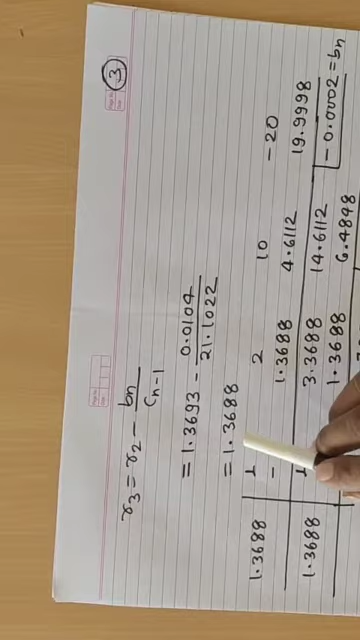 3
r₃ = r₂ - bn / Cn-1
= 1.3693 - 0.0104 / 21.1022
= 1.3688
1.3688 1 2 10 -20
- 1.3688 4.6112 19.9998
1.3688 1 3.3688 14.6112 -0.0002 = bn
1.3688 6.4848